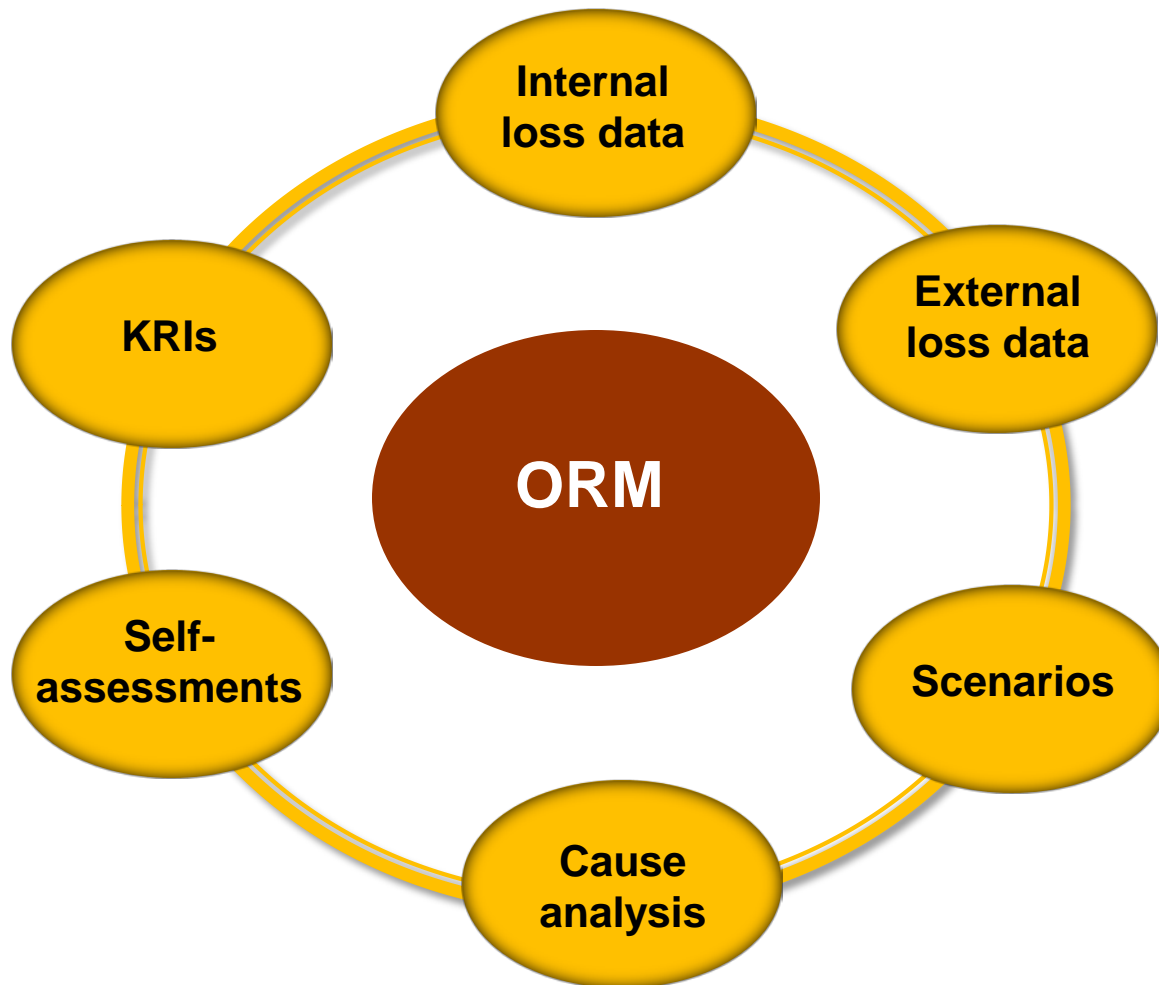 Internal
loss data
External
loss data
KRIs
ORM
Self-
assessments
Scenarios
Cause
analysis